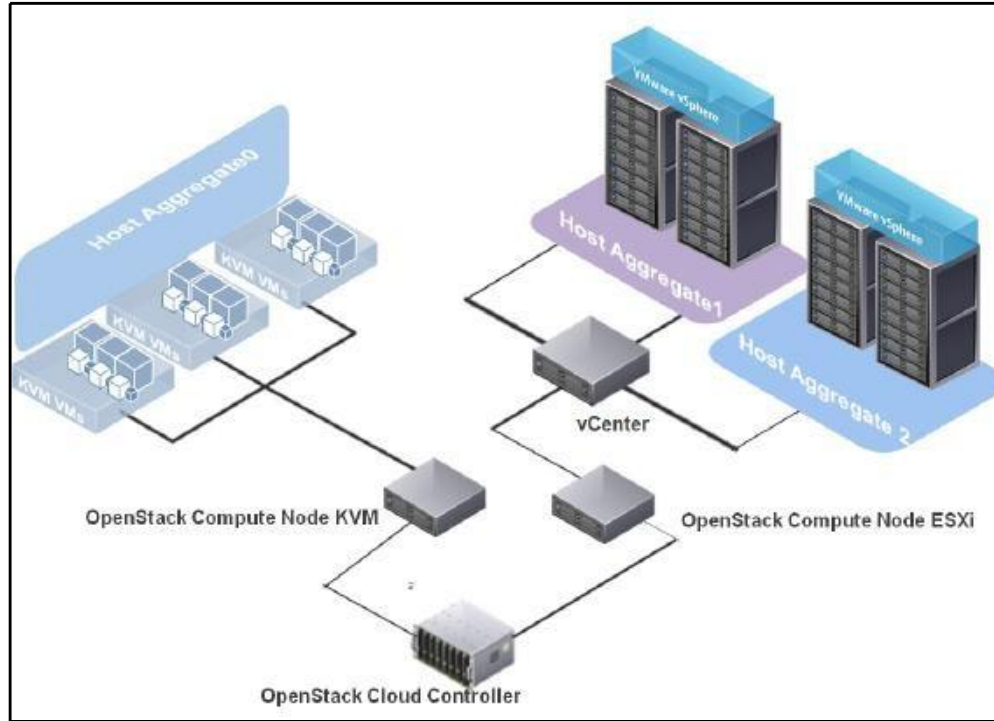 VMware vSphere
VMware vSphere
Host Aggregate0
KVM VMs
KVM VMs
KVM VMs
Host Aggregate1
Host Aggregate 2
vCenter
OpenStack Compute Node KVM
OpenStack Compute Node ESXi
OpenStack Cloud Controller